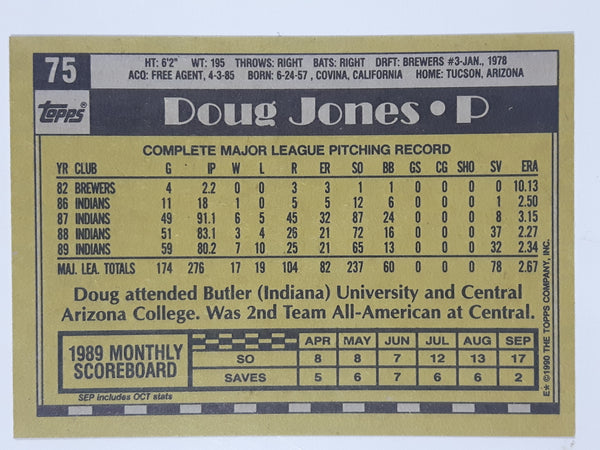 75
HT: 6'2" WT: 195 THROWS: RIGHT BATS: RIGHT DRFT: BREWERS #3-JAN., 1978
ACQ: FREE AGENT, 4-3-85 BORN: 6-24-57, COVINA, CALIFORNIA HOME: TUCSON, ARIZONA
Topps®
Doug Jones • P
COMPLETE MAJOR LEAGUE PITCHING RECORD
YR CLUB G IP W L R ER SO BB GS CG SHO SV ERA
82 BREWERS 4 2.2 0 0 3 3 1 1 0 0 0 0 10.13
86 INDIANS 11 18 1 0 5 5 12 6 0 0 0 1 2.50
87 INDIANS 49 91.1 6 5 45 32 87 24 0 0 0 8 3.15
88 INDIANS 51 83.1 3 4 26 21 72 16 0 0 0 37 2.27
89 INDIANS 59 80.2 7 10 25 21 65 13 0 0 0 32 2.34
MAJ. LEA. TOTALS 174 276 17 19 104 82 237 60 0 0 0 78 2.67
Doug attended Butler (Indiana) University and Central
Arizona College. Was 2nd Team All-American at Central.
1989 MONTHLY
SCOREBOARD
APR MAY JUN JUL AUG SEP
SO 8 8 7 12 13 17
SAVES 5 6 7 6 6 2
SEP includes OCT stats
E★ © 1990 THE TOPPS COMPANY, INC.